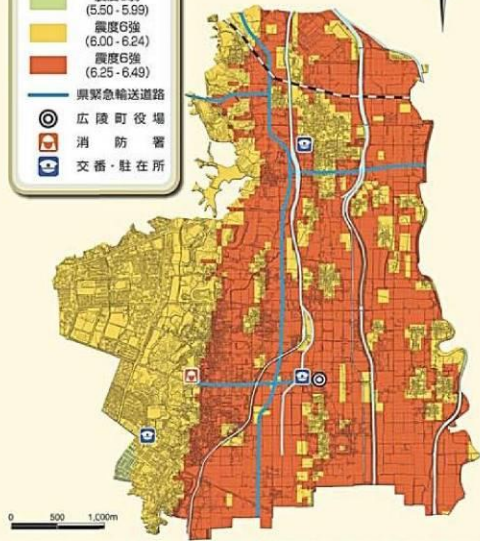 (5.50 - 5.99)
震度6強
(6.00 - 6.24)
震度6強
(6.25 - 6.49)
県緊急輸送道路
広陵町役場
消防署
交番・駐在所
0 500 1,000m